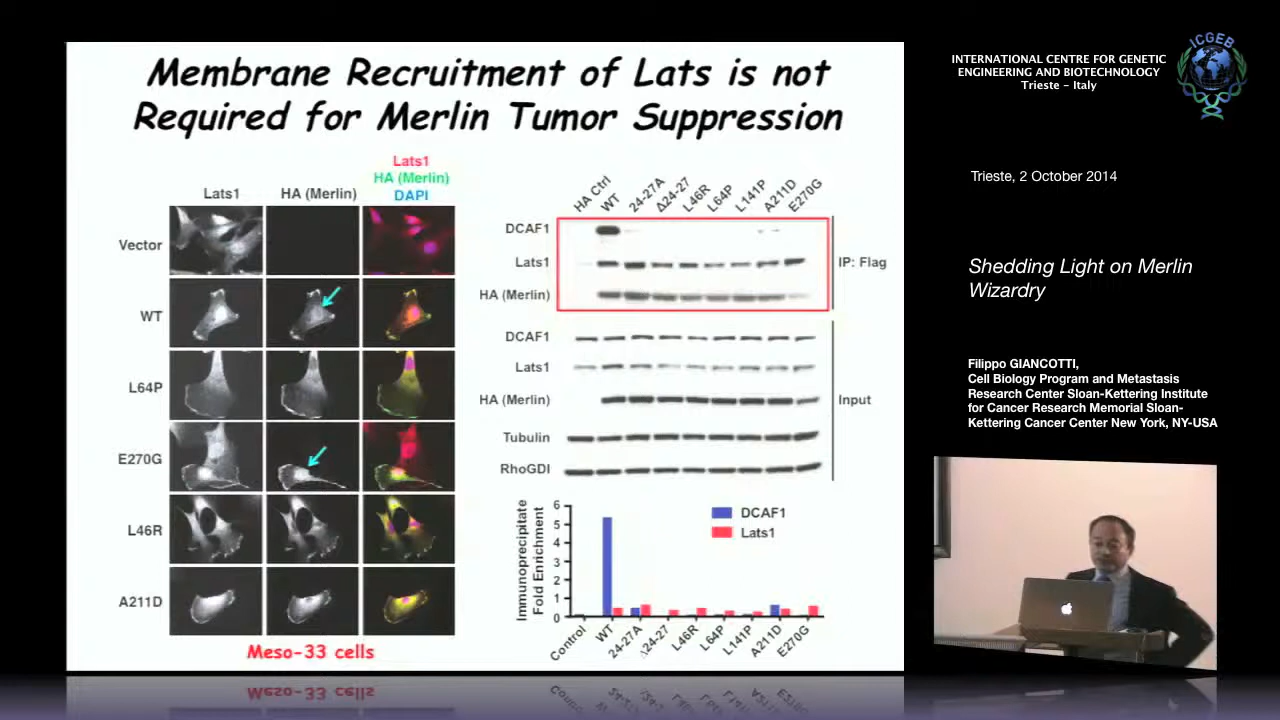 Membrane Recruitment of Lats is not
Required for Merlin Tumor Suppression
Lats1
HA (Merlin)
DAPI
Lats1
HA (Merlin)
Vector
WT
L64P
E270G
L46R
A211D
Meso-33 cells
HA Ctrl
WT
24-27A
Δ24-27
L46R
L64P
L141P
A211D
E270G
DCAF1
Lats1
HA (Merlin)
IP: Flag
DCAF1
Lats1
HA (Merlin)
Tubulin
RhoGDI
Input
Immunoprecipitate
Fold Enrichment
6
5
4
3
2
1
0
DCAF1
Lats1
Control
WT
24-27A
Δ24-27
L46R
L64P
L141P
A211D
E270G
INTERNATIONAL CENTRE FOR GENETIC
ENGINEERING AND BIOTECHNOLOGY
Trieste - Italy
ICGEB
Trieste, 2 October 2014
Shedding Light on Merlin
Wizardry
Filippo GIANCOTTI,
Cell Biology Program and Metastasis
Research Center Sloan-Kettering Institute
for Cancer Research Memorial Sloan-
Kettering Cancer Center New York, NY-USA